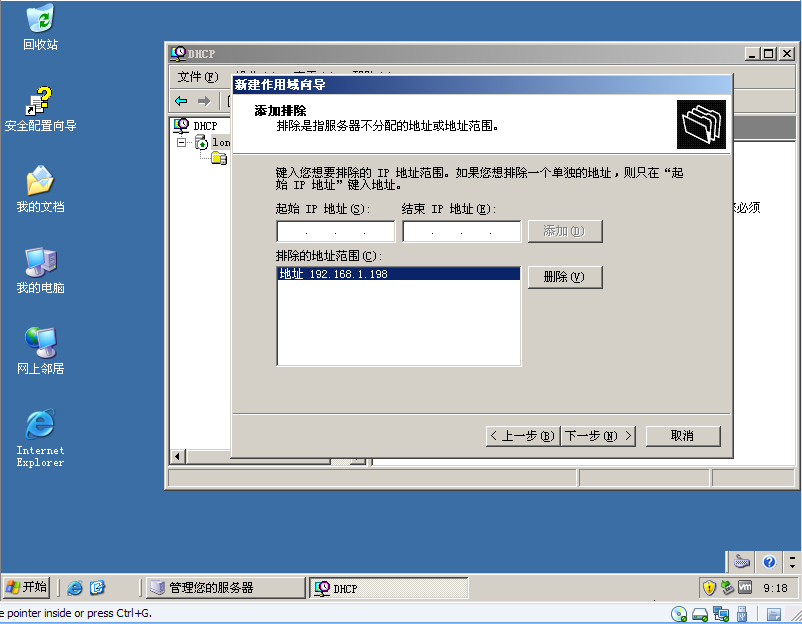 回收站
安全配置向导
我的文档
我的电脑
网上邻居
Internet
Explorer
DHCP
文件(F)
DHCP
lon
必须
新建作用域向导
添加排除
排除是指服务器不分配的地址或地址范围。
键入您想要排除的 IP 地址范围。如果您想排除一个单独的地址，则只在“起
始 IP 地址”键入地址。
起始 IP 地址(S): 结束 IP 地址(E):
添加(D)
排除的地址范围(C):
地址 192.168.1.198
删除(V)
< 上一步(B) 下一步(N) > 取消
开始 管理您的服务器 DHCP vm 9:18
e pointer inside or press Ctrl+G.